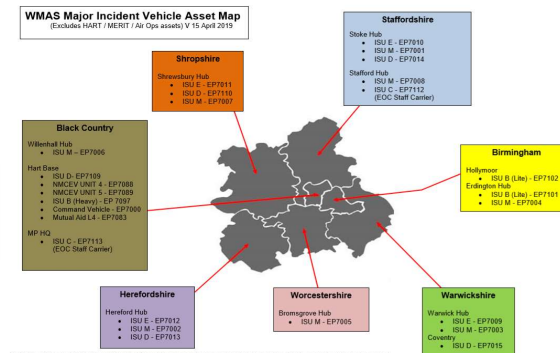 WMAS Major Incident Vehicle Asset Map
(Excludes HART / MERIT / Air Ops assets) V 15 April 2019
Staffordshire
Stoke Hub
• ISU E - EP7010
• ISU M - EP7001
• ISU D - EP7014
Stafford Hub
• ISU M - EP7008
• ISU C - EP7112
(EOC Staff Carrier)
Shropshire
Shrewsbury Hub
• ISU E - EP7011
• ISU D - EP7110
• ISU M - EP7007
Black Country
Willenhall Hub
• ISU M – EP7006
Hart Base
• ISU D- EP7109
• NMCEV UNIT 4 - EP7088
• NMCEV UNIT 5 - EP7089
• ISU B (Heavy) - EP 7097
• Command Vehicle - EP7000
• Mutual Aid L4 - EP7083
MP HQ
• ISU C - EP7113
(EOC Staff Carrier)
Birmingham
Hollymoor
• ISU B (Lite) - EP7102
Erdington Hub
• ISU B (Lite) - EP7101
• ISU M - EP7004
Herefordshire
Hereford Hub
• ISU E - EP7012
• ISU M - EP7002
• ISU D - EP7013
Worcestershire
Bromsgrove Hub
• ISU M - EP7005
Warwickshire
Warwick Hub
• ISU E - EP7009
• ISU M - EP7003
Coventry
• ISU D - EP7015